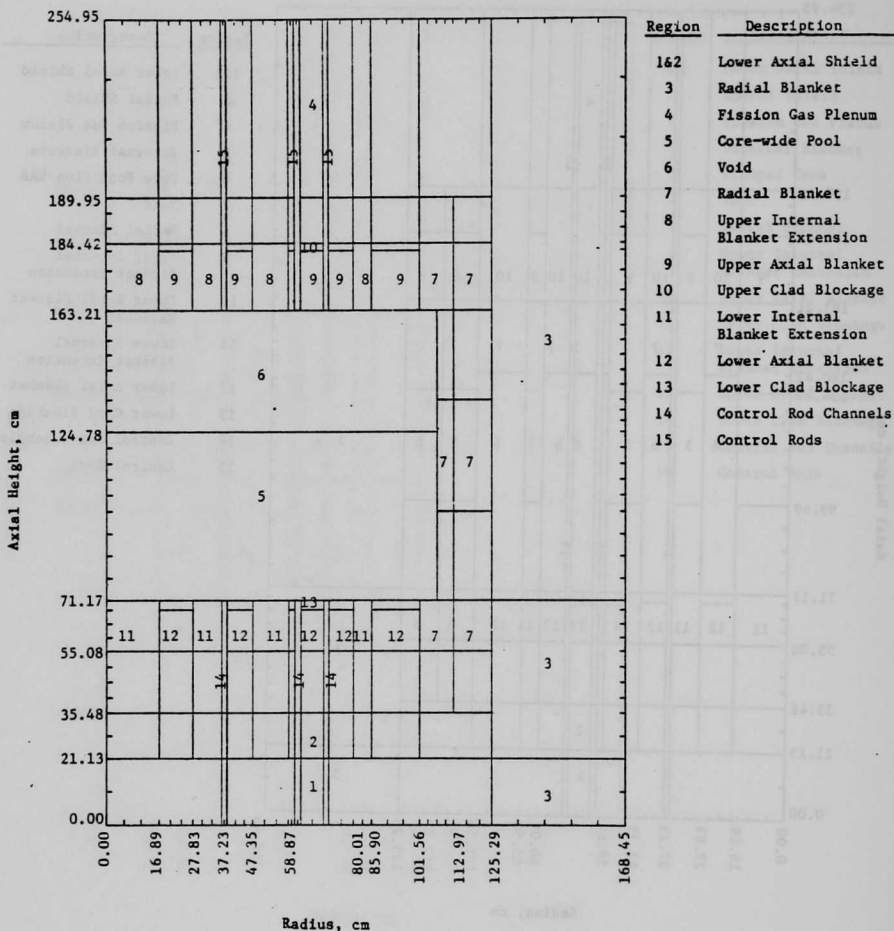 254.95
Region Description
1&2 Lower Axial Shield
3 Radial Blanket
4 Fission Gas Plenum
5 Core-wide Pool
6 Void
7 Radial Blanket
8 Upper Internal
Blanket Extension
9 Upper Axial Blanket
10 Upper Clad Blockage
11 Lower Internal
Blanket Extension
12 Lower Axial Blanket
13 Lower Clad Blockage
14 Control Rod Channels
15 Control Rods
4
15 15 15
189.95
184.42
10
8 9 8 9 8 9 9 8 9 7 7
163.21
3
6
124.78
7 7
5
Axial Height, cm
71.17
13
11 12 11 12 11 12 12 11 12 7 7
55.08
3
14 14 14
35.48
2
21.13
1
3
0.00
0.00 16.89 27.83 37.23 47.35 58.87 80.01 85.90 101.56 112.97 125.29 168.45
Radius, cm